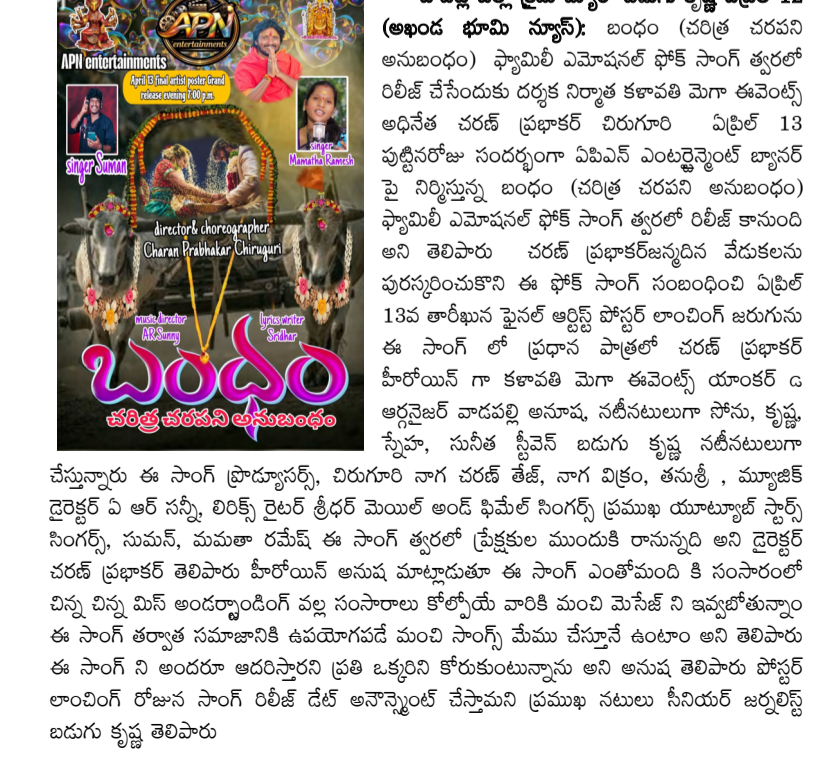 APN
entertainments
APN entertainments
April 13 final artist poster Grand
release evening 7:00 p.m.
singer Suman
singer
Mamatha Ramesh
director& choreographer
Charan Prabhakar Chiruguri
music director
AR.Sunny
lyrics writer
Sridhar
బంధం
చరిత్ర చరపని అనుబంధం
(అఖండ భూమి న్యూస్): బంధం (చరిత్ర చరపని
అనుబంధం) ఫ్యామిలీ ఎమోషనల్ ఫోక్ సాంగ్ త్వరలో
రిలీజ్ చేసేందుకు దర్శక నిర్మాత కళావతి మెగా ఈవెంట్స్
అధినేత చరణ్ ప్రభాకర్ చిరుగూరి ఏప్రిల్ 13
పుట్టినరోజు సందర్భంగా ఏపిఎన్ ఎంటర్టైన్మెంట్ బ్యానర్
పై నిర్మిస్తున్న బంధం (చరిత్ర చరపని అనుబంధం)
ఫ్యామిలీ ఎమోషనల్ ఫోక్ సాంగ్ త్వరలో రిలీజ్ కానుంది
అని తెలిపారు చరణ్ ప్రభాకర్జన్మదిన వేడుకలను
పురస్కరించుకొని ఈ ఫోక్ సాంగ్ సంబంధించి ఏప్రిల్
13వ తారీఖున ఫైనల్ ఆర్టిస్ట్ పోస్టర్ లాంచింగ్ జరుగును
ఈ సాంగ్ లో ప్రధాన పాత్రలో చరణ్ ప్రభాకర్
హీరోయిన్ గా కళావతి మెగా ఈవెంట్స్ యాంకర్ డ
ఆర్గనైజర్ వాడపల్లి అనూష, నటీనటులుగా సోను, కృష్ణ,
స్నేహ, సునీత స్టీవెన్ బడుగు కృష్ణ నటీనటులుగా
చేస్తున్నారు ఈ సాంగ్ ప్రొడ్యూసర్స్, చిరుగూరి నాగ చరణ్ తేజ్, నాగ విక్రం, తనుశ్రీ , మ్యూజిక్
డైరెక్టర్ ఏ ఆర్ సన్నీ, లిరిక్స్ రైటర్ శ్రీధర్ మెయిల్ అండ్ ఫిమేల్ సింగర్స్ ప్రముఖ యూట్యూబ్ స్టార్స్
సింగర్స్, సుమన్, మమతా రమేష్ ఈ సాంగ్ త్వరలో ప్రేక్షకుల ముందుకి రానున్నది అని డైరెక్టర్
చరణ్ ప్రభాకర్ తెలిపారు హీరోయిన్ అనుష మాట్లాడుతూ ఈ సాంగ్ ఎంతోమంది కి సంసారంలో
చిన్న చిన్న మిస్ అండర్స్టాండింగ్ వల్ల సంసారాలు కోల్పోయే వారికి మంచి మెసేజ్ ని ఇవ్వబోతున్నాం
ఈ సాంగ్ తర్వాత సమాజానికి ఉపయోగపడే మంచి సాంగ్స్ మేము చేస్తూనే ఉంటాం అని తెలిపారు
ఈ సాంగ్ ని అందరూ ఆదరిస్తారని ప్రతి ఒక్కరిని కోరుకుంటున్నాను అని అనుష తెలిపారు పోస్టర్
లాంచింగ్ రోజున సాంగ్ రిలీజ్ డేట్ అనౌన్స్మెంట్ చేస్తామని ప్రముఖ నటులు సీనియర్ జర్నలిస్ట్
బడుగు కృష్ణ తెలిపారు